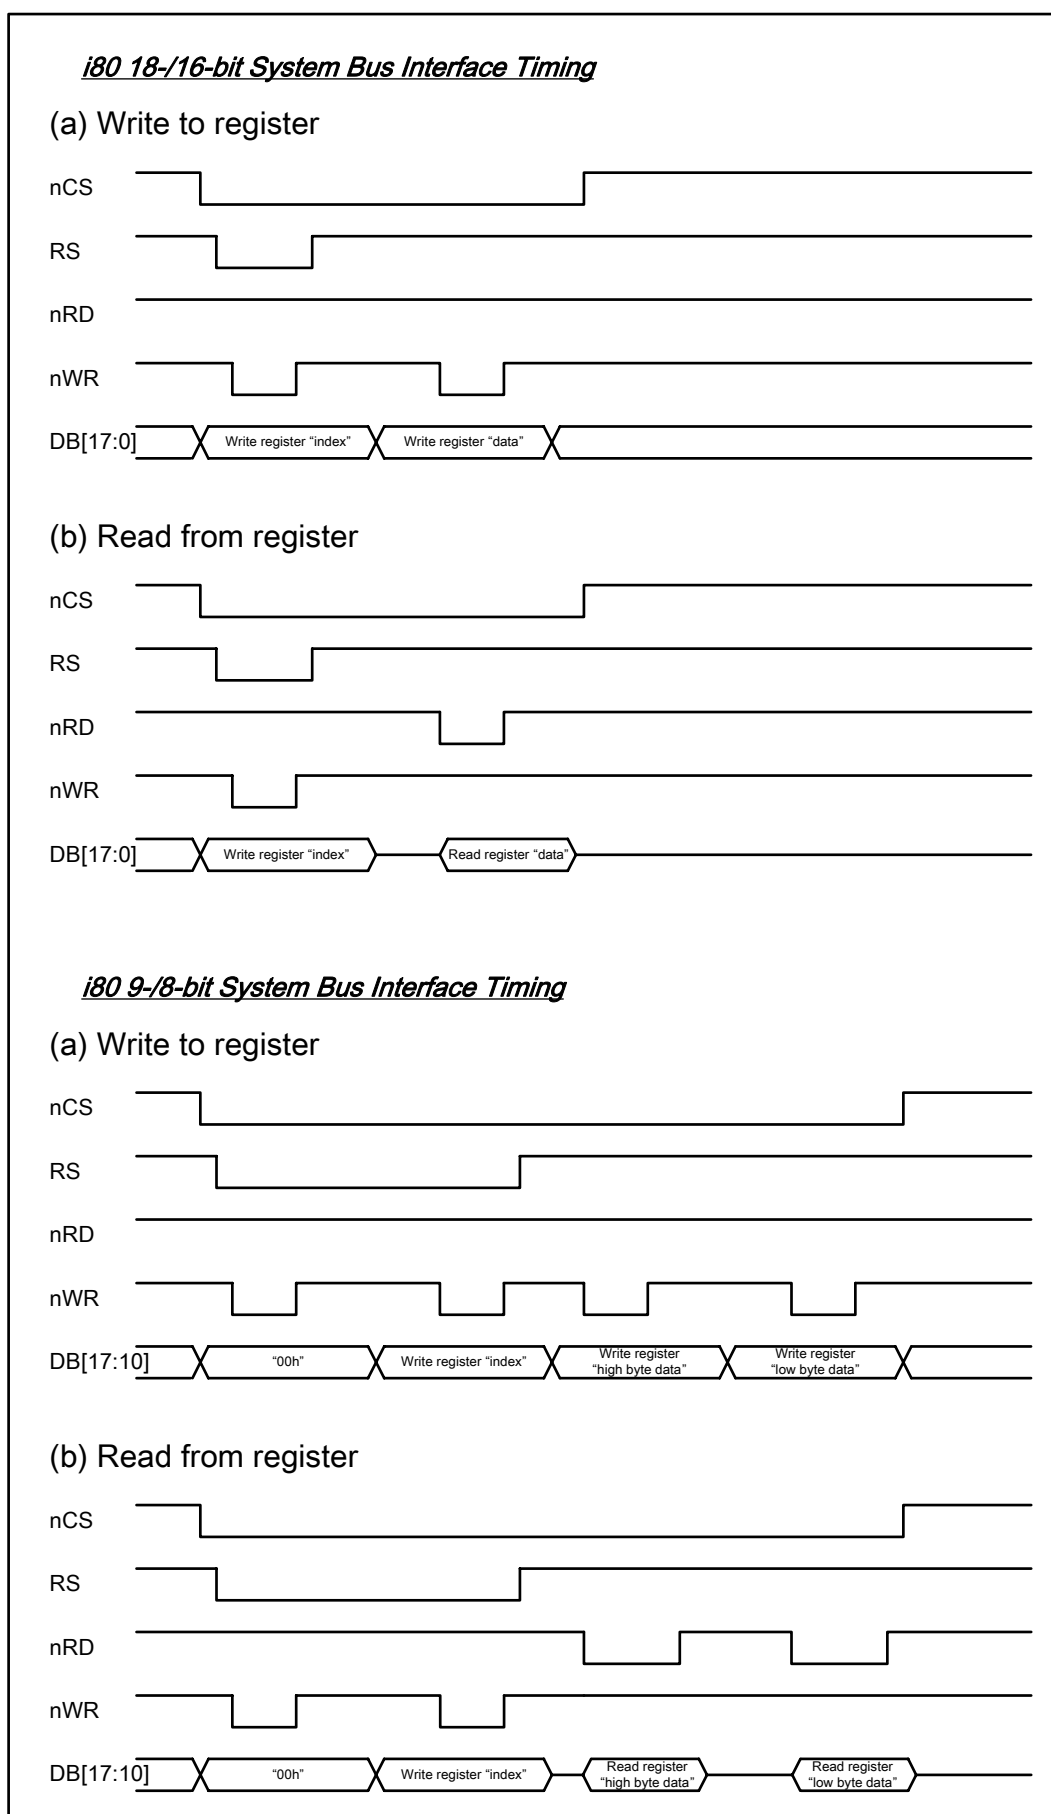 i80 18-/16-bit System Bus Interface Timing
(a) Write to register
nCS
RS
nRD
nWR
DB[17:0]
Write register “index”
Write register “data”
(b) Read from register
nCS
RS
nRD
nWR
DB[17:0]
Write register “index”
Read register “data”
i80 9-/8-bit System Bus Interface Timing
(a) Write to register
nCS
RS
nRD
nWR
DB[17:10]
“00h”
Write register “index”
Write register
“high byte data”
Write register
“low byte data”
(b) Read from register
nCS
RS
nRD
nWR
DB[17:10]
“00h”
Write register “index”
Read register
“high byte data”
Read register
“low byte data”